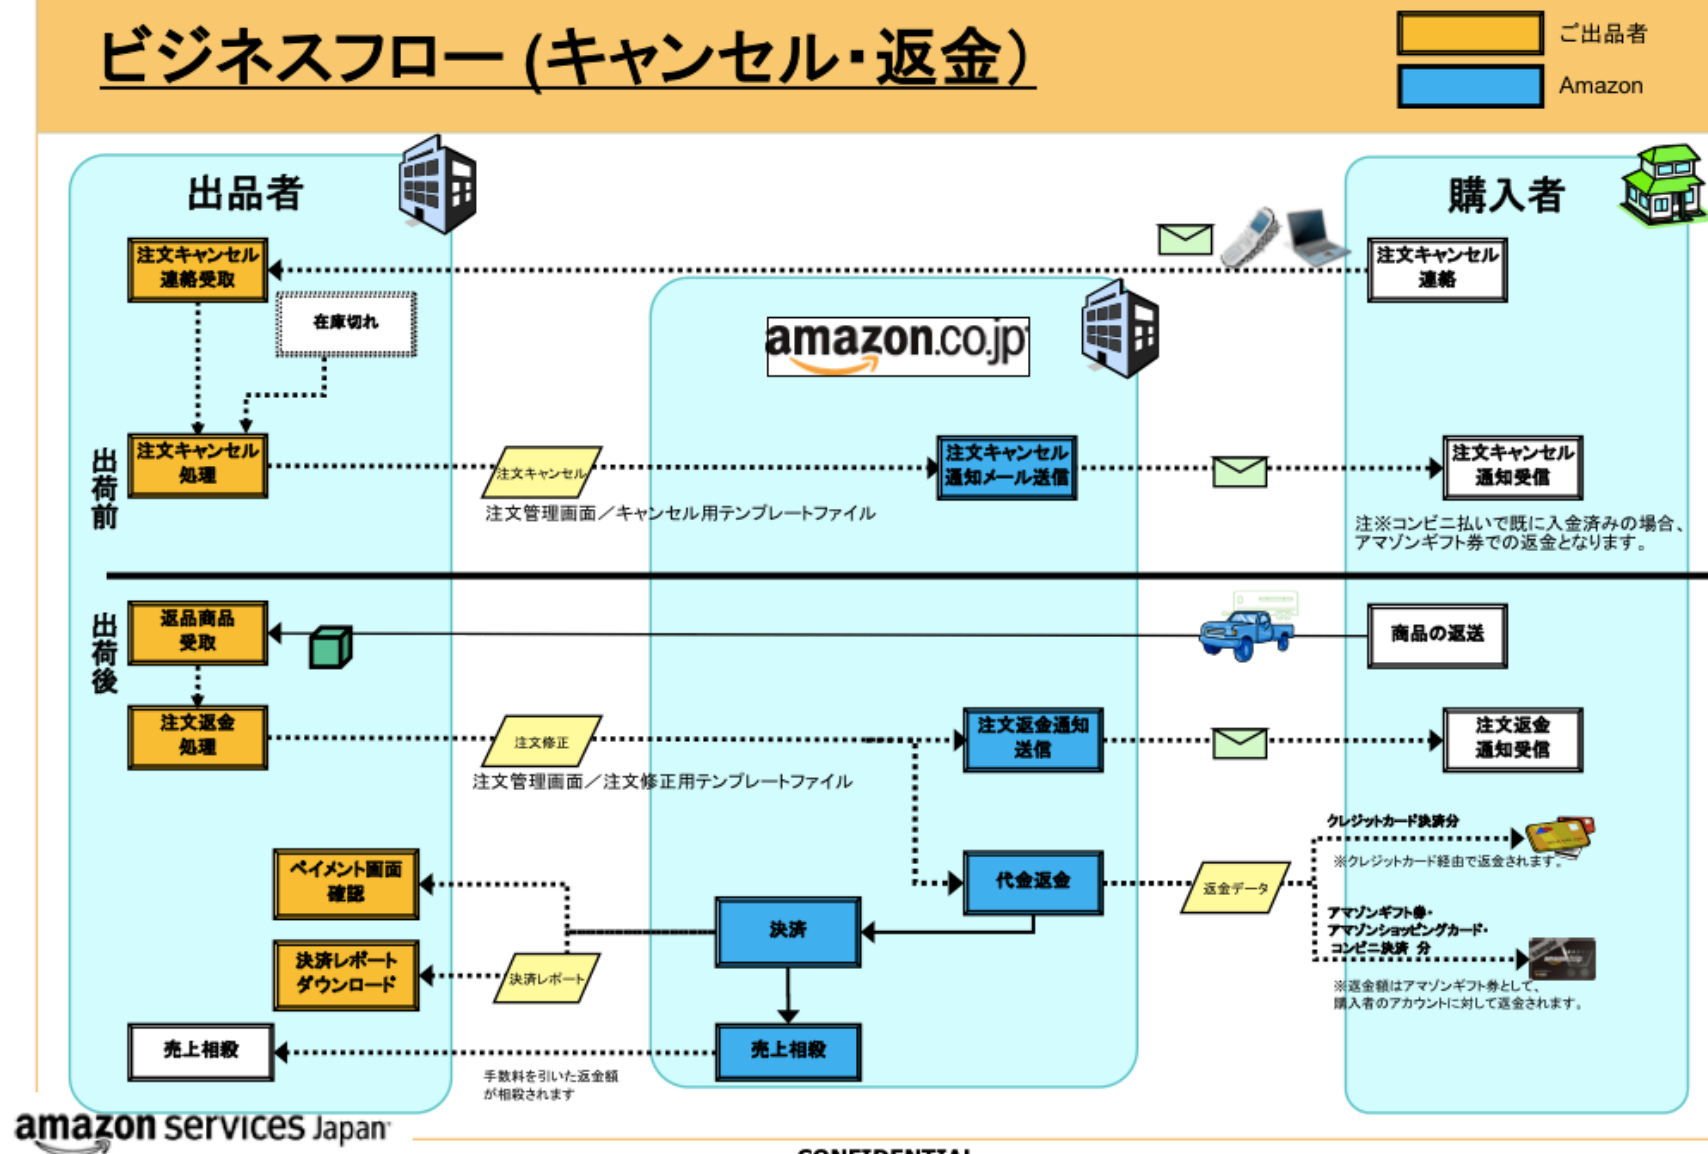 ビジネスフロー(キャンセル・返金)
ご出品者
Amazon
出品者
購入者
注文キャンセル
連絡受取
注文キャンセル
連絡
在庫切れ
amazon.co.jp
出荷前
注文キャンセル
処理
注文キャンセル
注文キャンセル
通知メール送信
注文キャンセル
通知受信
注文管理画面/キャンセル用テンプレートファイル
注※コンビニ払いで既に入金済みの場合、
アマゾンギフト券での返金となります。
出荷後
返品商品
受取
商品の返送
注文返金
処理
注文修正
注文返金通知
送信
注文返金
通知受信
注文管理画面/注文修正用テンプレートファイル
クレジットカード決済分
※クレジットカード経由で返金されます。
ペイメント画面
確認
代金返金
返金データ
アマゾンギフト券・
アマゾンショッピングカード・
コンビニ決済 分
決済
決済レポート
ダウンロード
決済レポート
※返金額はアマゾンギフト券として、
購入者のアカウントに対して返金されます。
売上相殺
売上相殺
手数料を引いた返金額
が相殺されます
amazon services Japan
CONFIDENTIAL